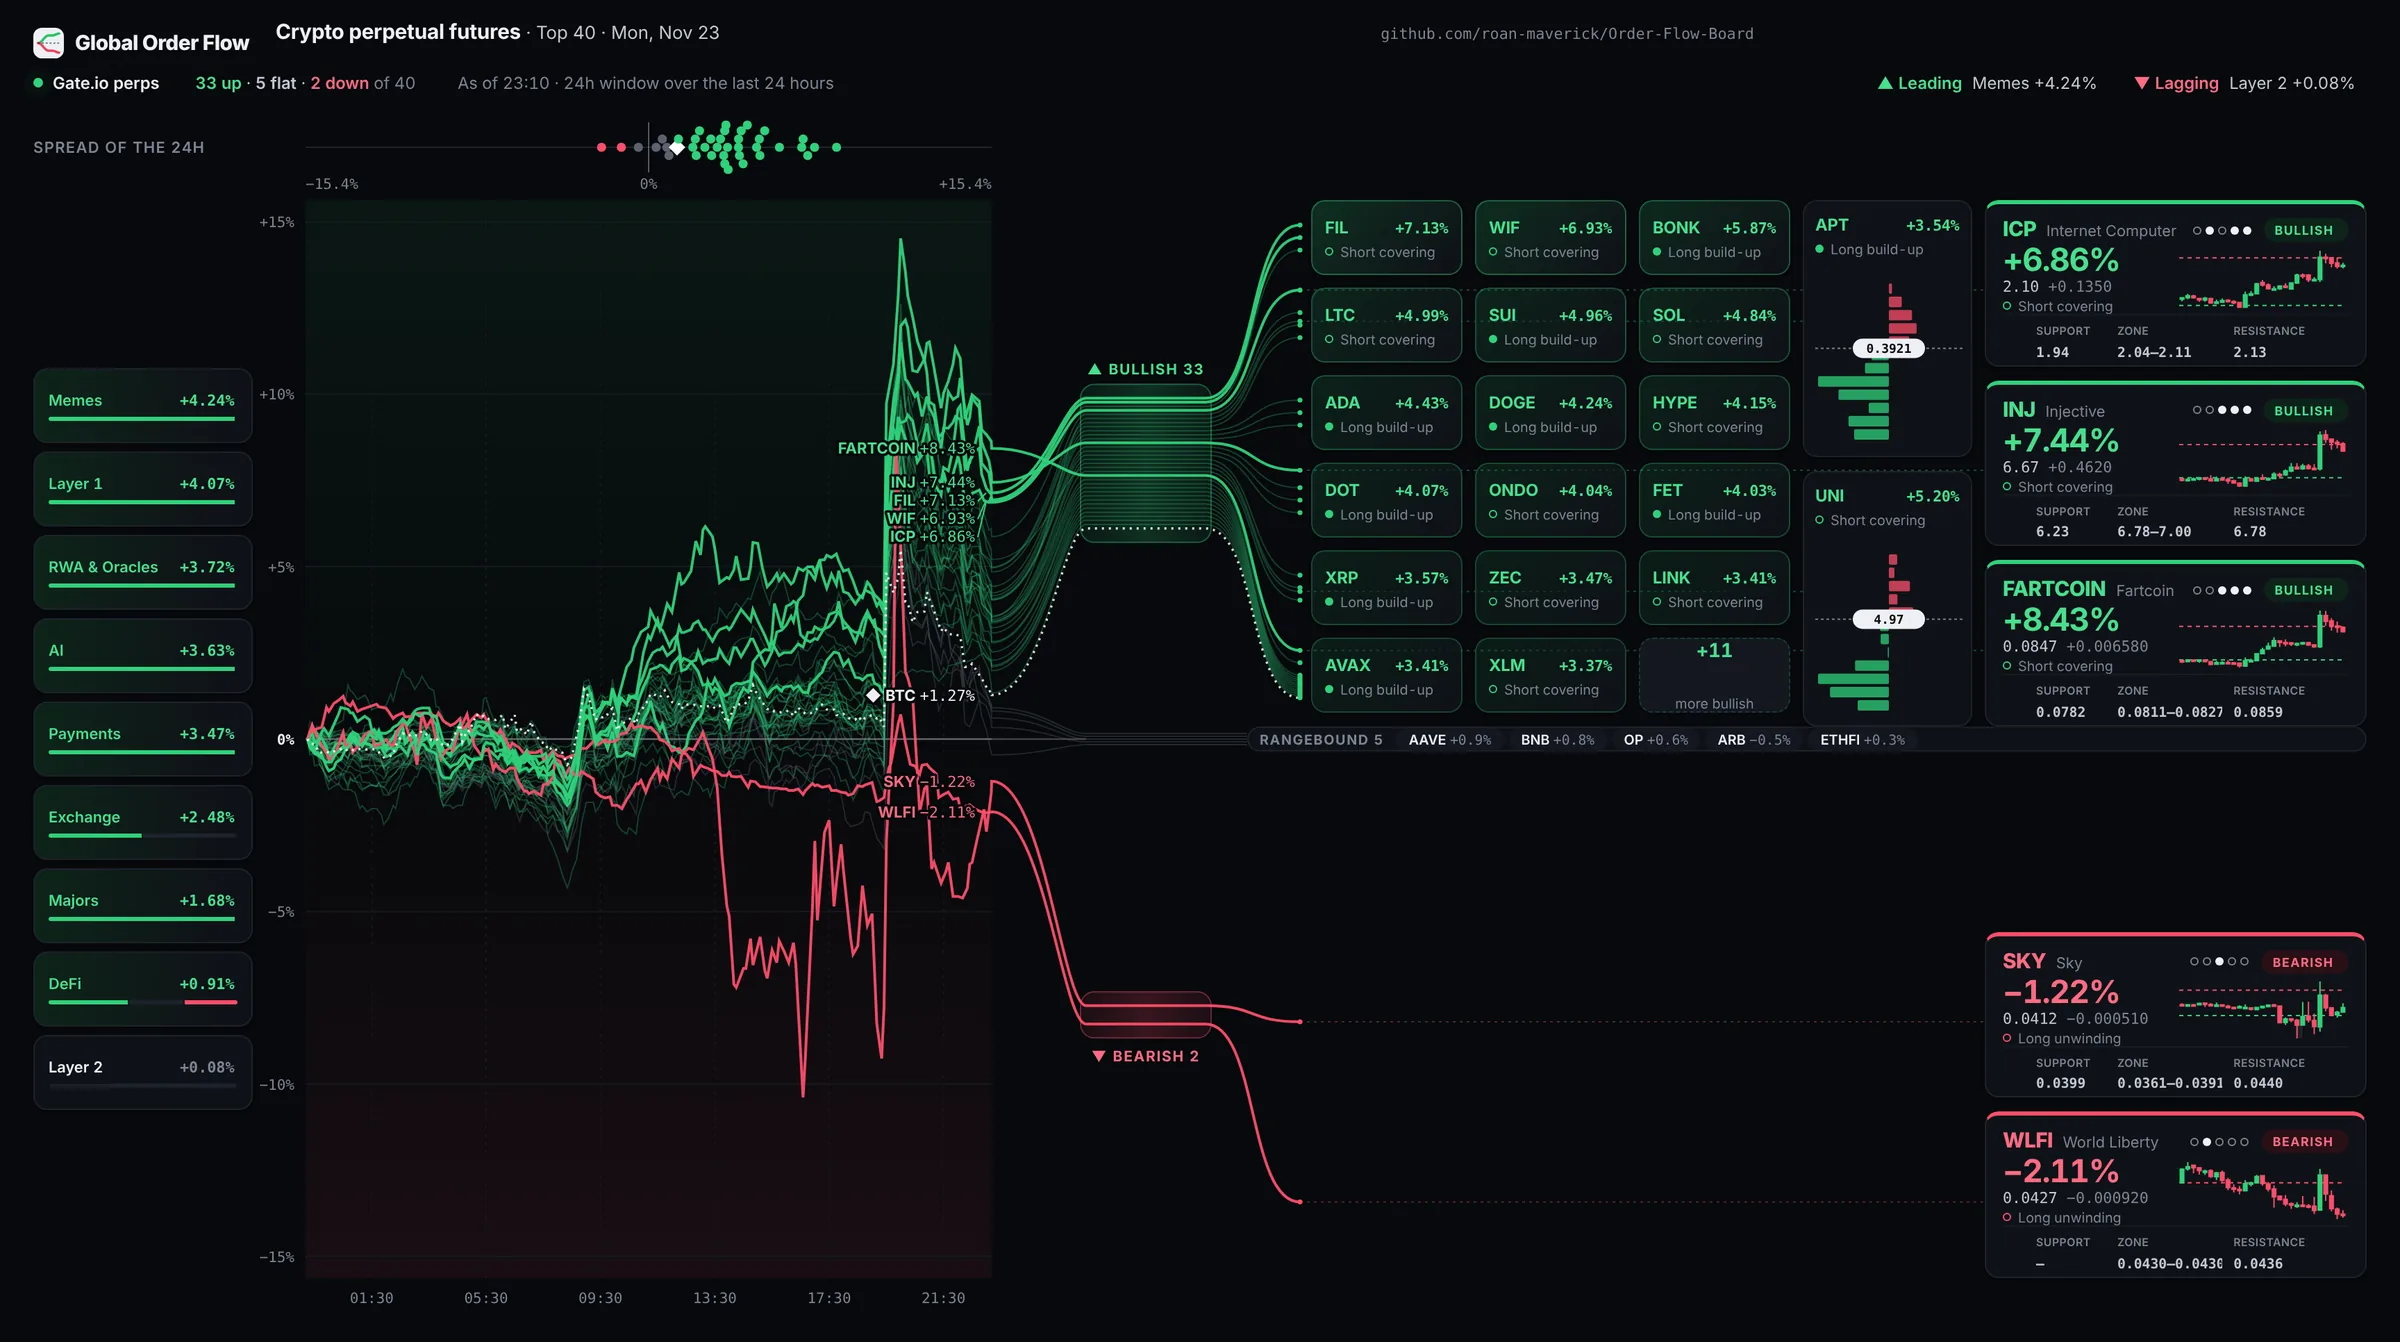 Global Order Flow
Crypto perpetual futures · Top 40 · Mon, Nov 23
github.com/roan-maverick/Order-Flow-Board
Gate.io perps
33 up · 5 flat · 2 down of 40
As of 23:10 · 24h window over the last 24 hours
▲ Leading Memes +4.24%
▼ Lagging Layer 2 +0.08%
SPREAD OF THE 24H
−15.4%
0%
+15.4%
Memes +4.24%
Layer 1 +4.07%
RWA & Oracles +3.72%
AI +3.63%
Payments +3.47%
Exchange +2.48%
Majors +1.68%
DeFi +0.91%
Layer 2 +0.08%
+15%
+10%
+5%
0%
−5%
−10%
−15%
01:30
05:30
09:30
13:30
17:30
21:30
FARTCOIN +8.43%
INJ +7.44%
FIL +7.13%
WIF +6.93%
ICP +6.86%
BTC +1.27%
SKY −1.22%
WLFI −2.11%
▲ BULLISH 33
▼ BEARISH 2
FIL +7.13%
Short covering
WIF +6.93%
Short covering
BONK +5.87%
Long build-up
LTC +4.99%
Short covering
SUI +4.96%
Long build-up
SOL +4.84%
Short covering
ADA +4.43%
Long build-up
DOGE +4.24%
Long build-up
HYPE +4.15%
Short covering
DOT +4.07%
Long build-up
ONDO +4.04%
Short covering
FET +4.03%
Long build-up
XRP +3.57%
Long build-up
ZEC +3.47%
Short covering
LINK +3.41%
Short covering
AVAX +3.41%
Long build-up
XLM +3.37%
Short covering
+11
more bullish
APT +3.54%
Long build-up
0.3921
UNI +5.20%
Short covering
4.97
RANGEBOUND 5
AAVE +0.9%
BNB +0.8%
OP +0.6%
ARB −0.5%
ETHFI +0.3%
ICP Internet Computer BULLISH
+6.86%
2.10 +0.1350
Short covering
SUPPORT ZONE RESISTANCE
1.94 2.04–2.11 2.13
INJ Injective BULLISH
+7.44%
6.67 +0.4620
Short covering
SUPPORT ZONE RESISTANCE
6.23 6.78–7.00 6.78
FARTCOIN Fartcoin BULLISH
+8.43%
0.0847 +0.006580
Short covering
SUPPORT ZONE RESISTANCE
0.0782 0.0811–0.0827 0.0859
SKY Sky BEARISH
−1.22%
0.0412 −0.000510
Long unwinding
SUPPORT ZONE RESISTANCE
0.0399 0.0361–0.0391 0.0440
WLFI World Liberty BEARISH
−2.11%
0.0427 −0.000920
Long unwinding
SUPPORT ZONE RESISTANCE
– 0.0430–0.0430 0.0436